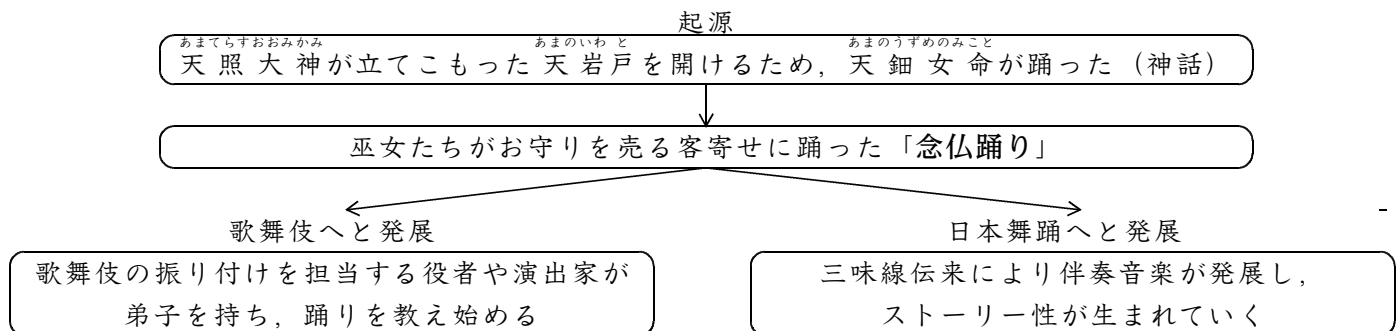 起源
天照大神が立てこもった天岩戸を開けるため，天鈿女命が踊った（神話）
あまてらすおおみかみ
あまのいわと
あまのうずめのみこと
巫女たちがお守りを売る客寄せに踊った「念仏踊り」
歌舞伎へと発展
歌舞伎の振り付けを担当する役者や演出家が
弟子を持ち，踊りを教え始める
日本舞踊へと発展
三味線伝来により伴奏音楽が発展し，
ストーリー性が生まれていく